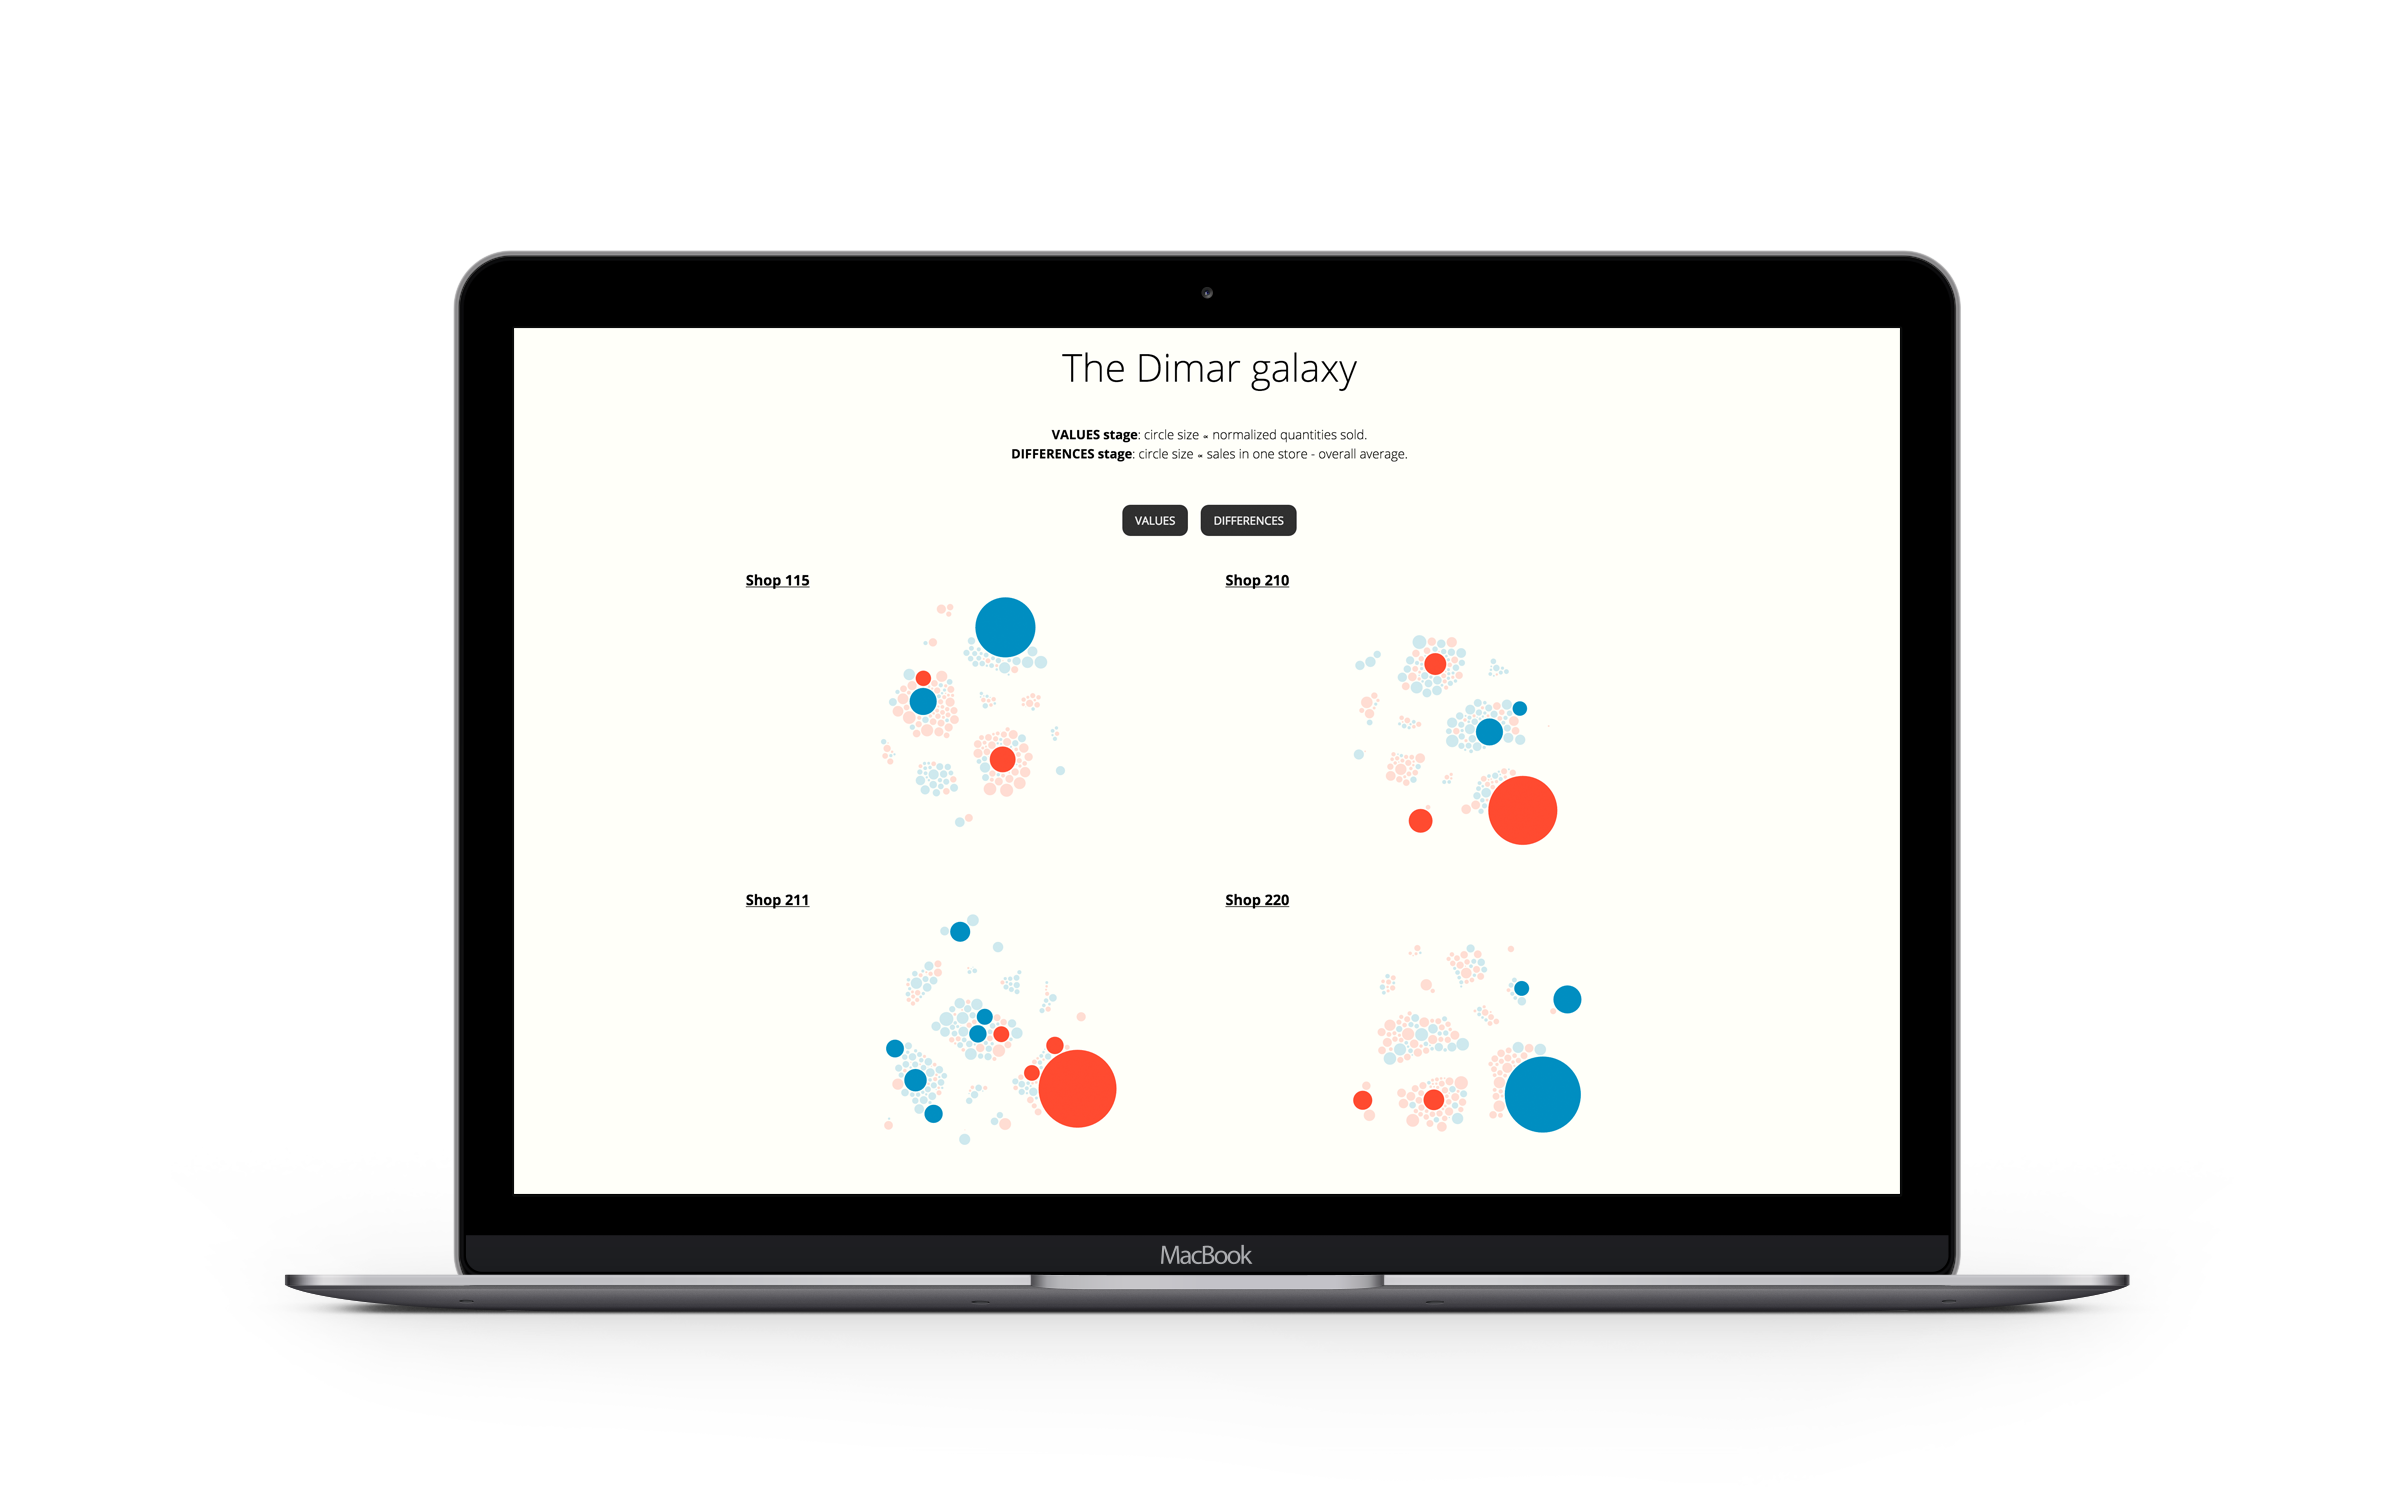 The Dimar galaxy
VALUES stage: circle size ∝ normalized quantities sold.
DIFFERENCES stage: circle size ∝ sales in one store - overall average.
VALUES DIFFERENCES
Shop 115 Shop 210
Shop 211 Shop 220
MacBook